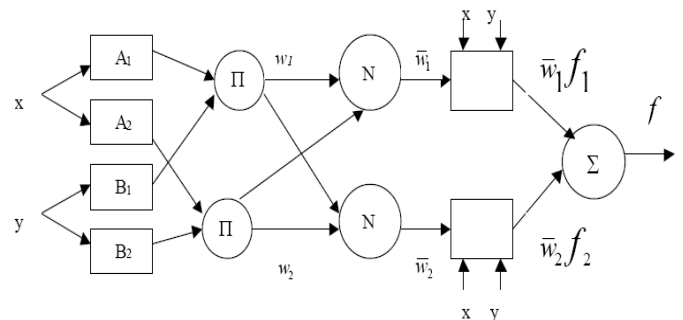 x y
A₁ w₁ w̄₁ w̄₁f₁
Π N
x
A₂ f
B₁ Σ
y Π N
B₂ w₂ w̄₂ w̄₂f₂
x y